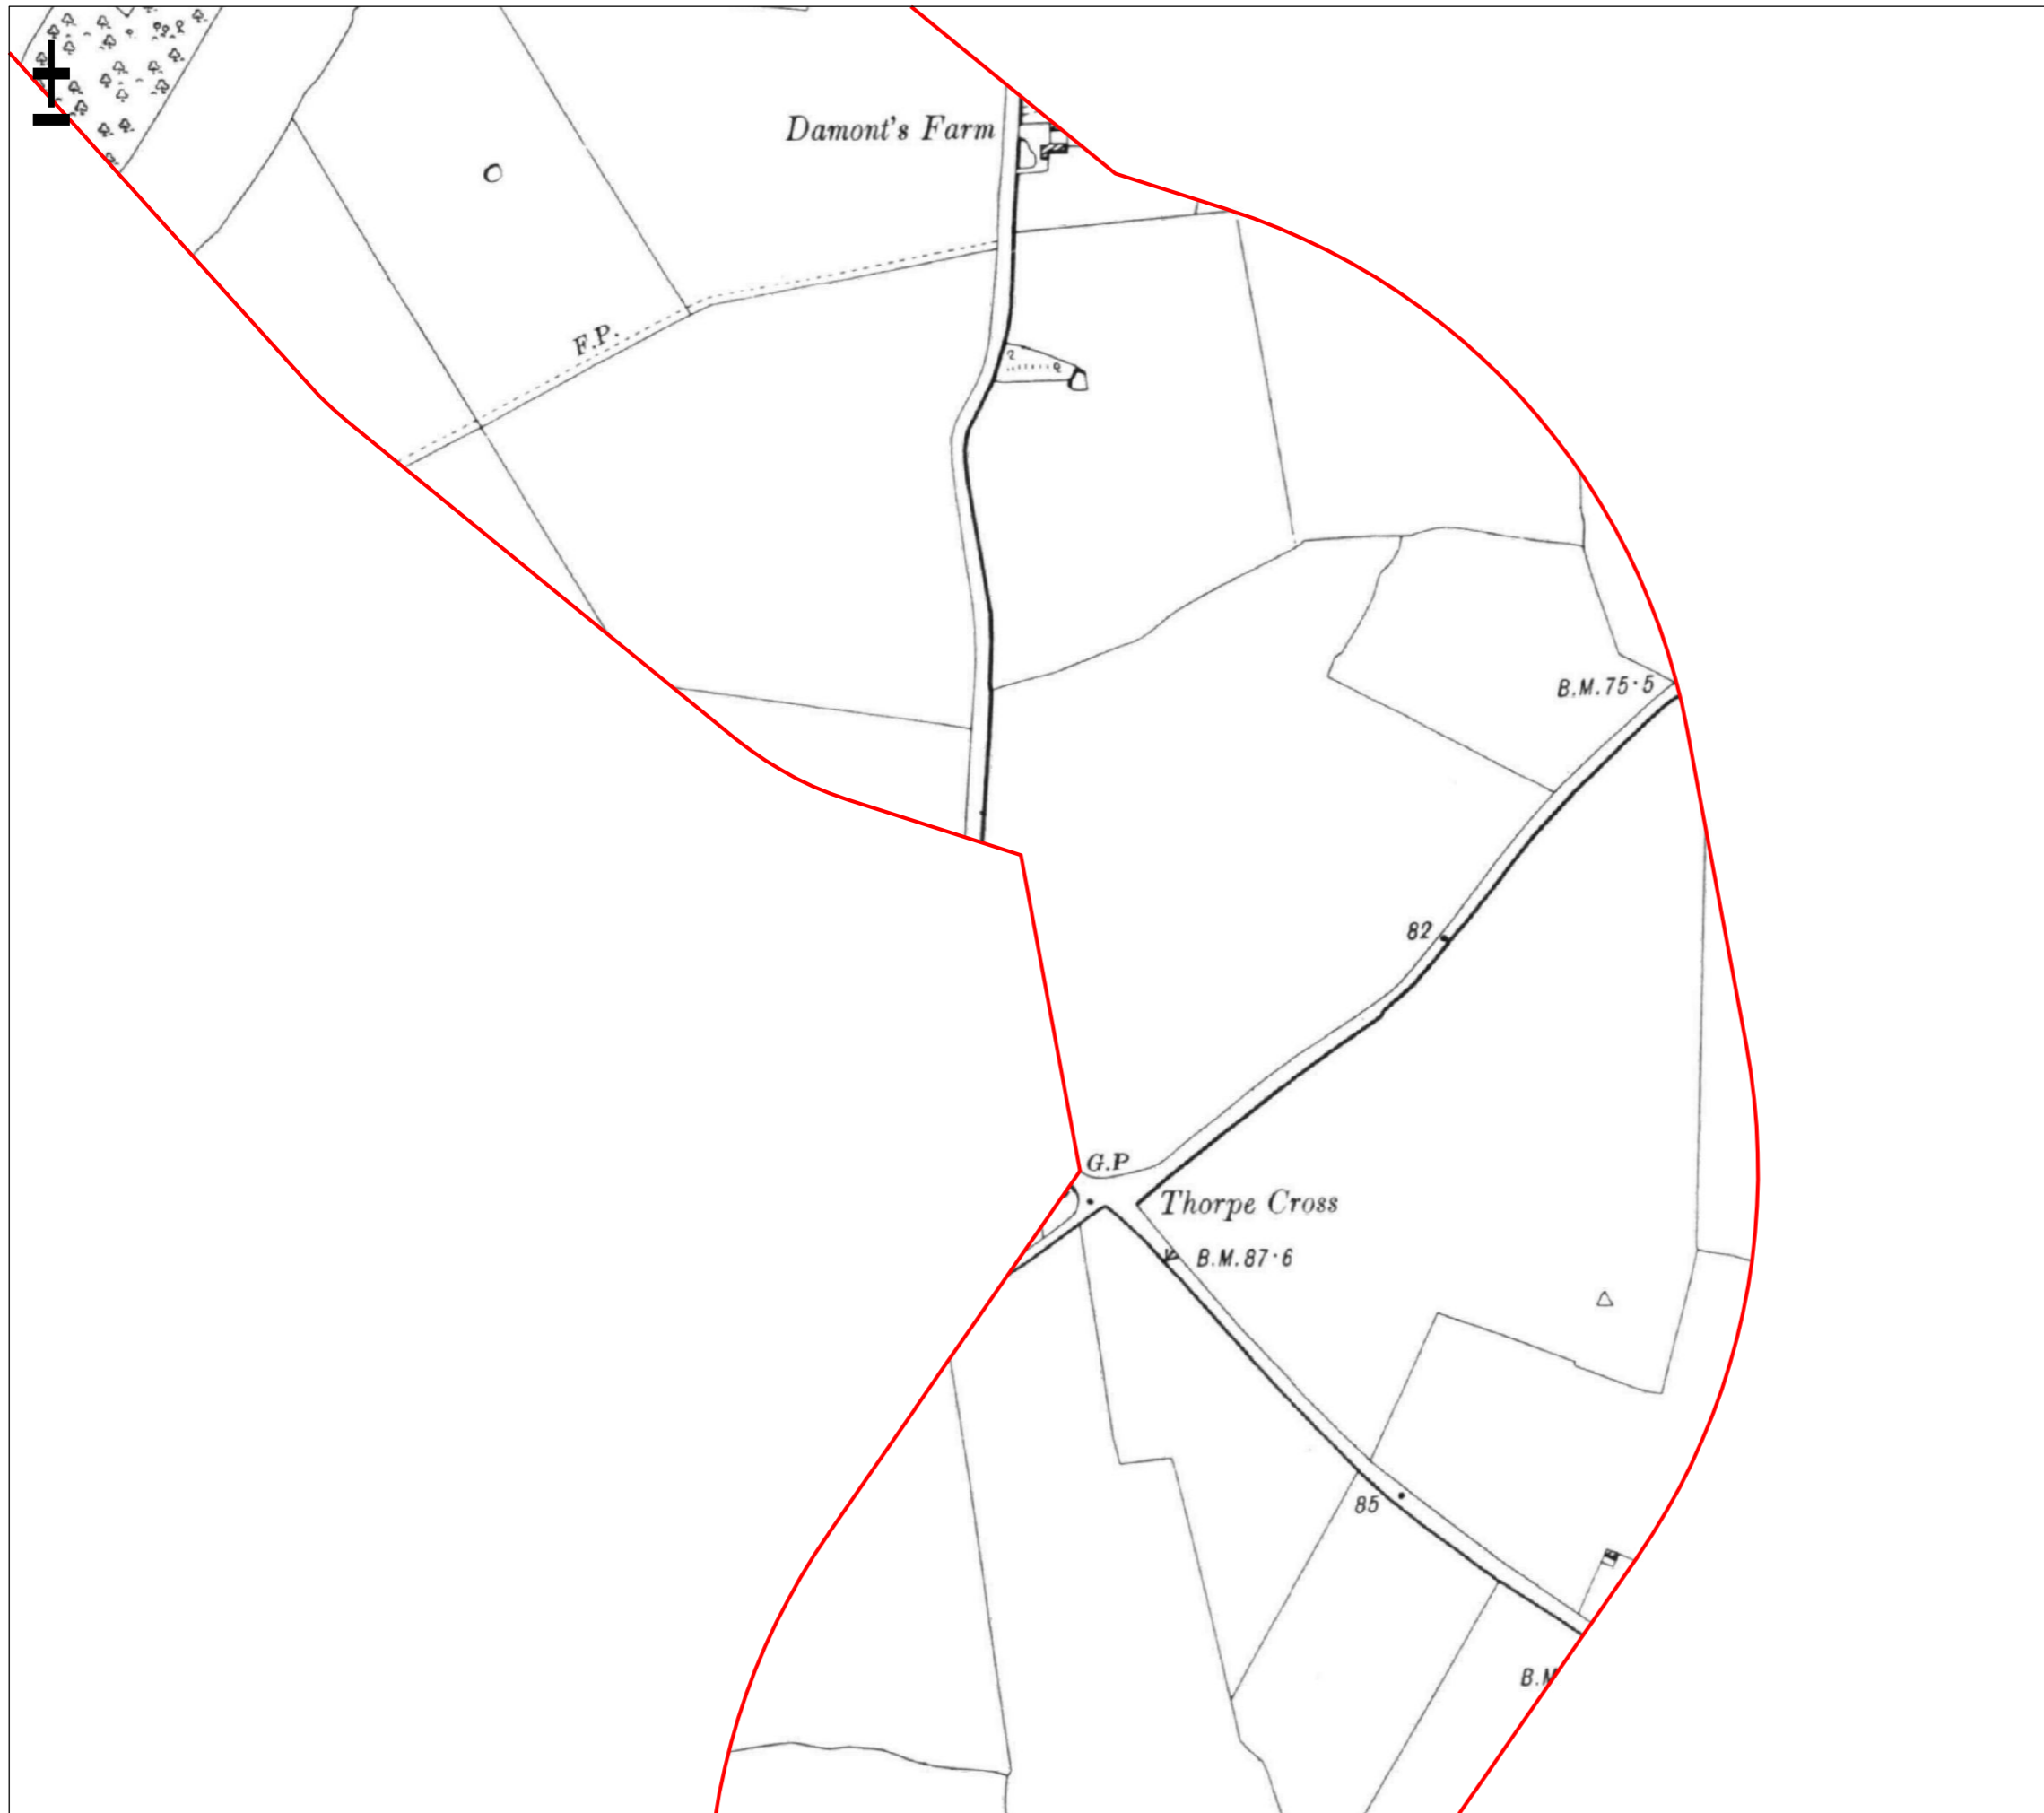 Damont's Farm
F.P.
B.M.75·5
82
G.P
Thorpe Cross
B.M.87·6
85
B.M